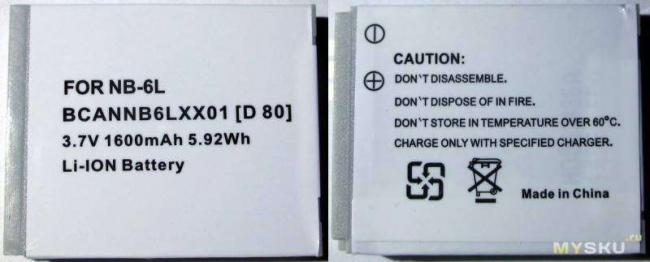 FOR NB-6L
BCANNB6LXX01 [D 80]
3.7V 1600mAh 5.92Wh
Li-ION Battery
CAUTION:
DON`T DISASSEMBLE.
DON`T DISPOSE OF IN FIRE.
DON`T STORE IN TEMPERATURE OVER 60°C.
CHARGE ONLY WITH SPECIFIED CHARGER.
Made in China
MYSKU.ru